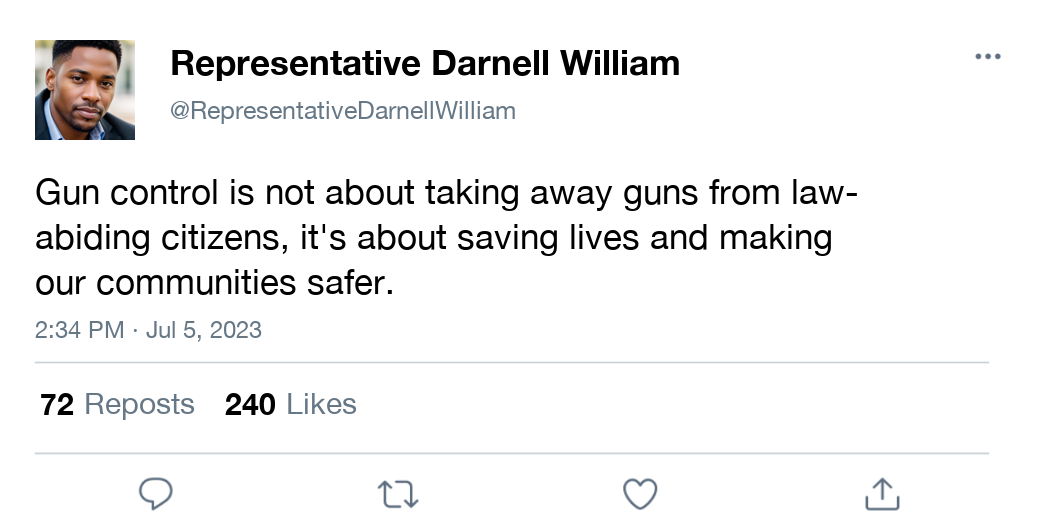 Representative Darnell William
@RepresentativeDarnellWilliam
Gun control is not about taking away guns from law-
abiding citizens, it's about saving lives and making
our communities safer.
2:34 PM · Jul 5, 2023
72 Reposts 240 Likes